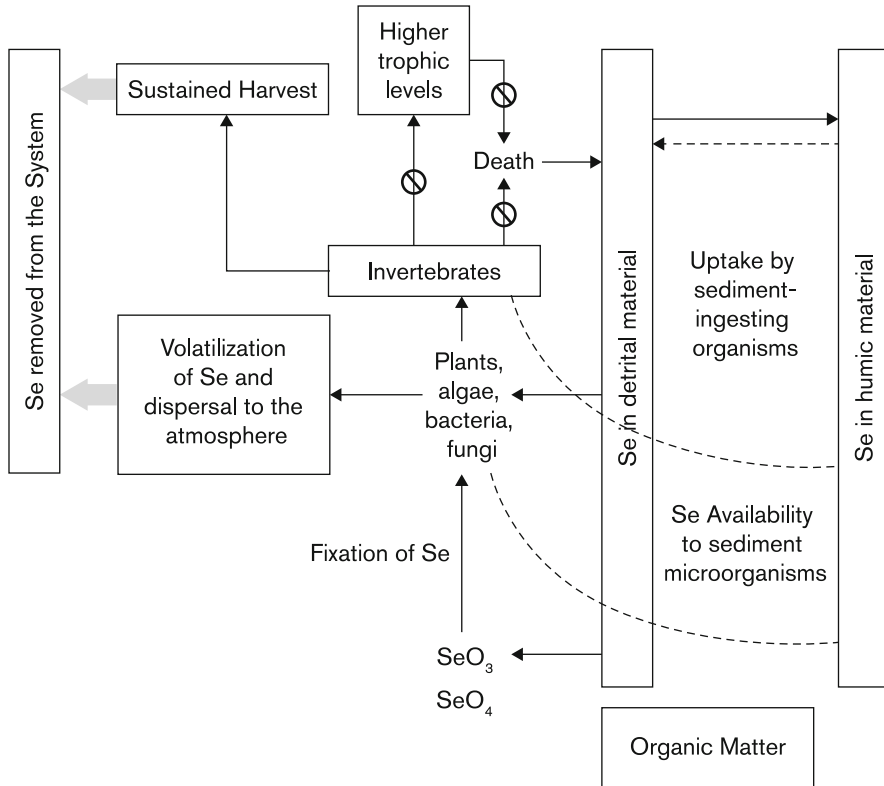 Higher
trophic
levels
Sustained Harvest
Death
Se removed from the System
Invertebrates
Uptake by
sediment-
ingesting
organisms
Volatilization
of Se and
dispersal to the
atmosphere
Plants,
algae,
bacteria,
fungi
Se in detrital material
Se in humic material
Se Availability
to sediment
microorganisms
Fixation of Se
SeO₃
SeO₄
Organic Matter